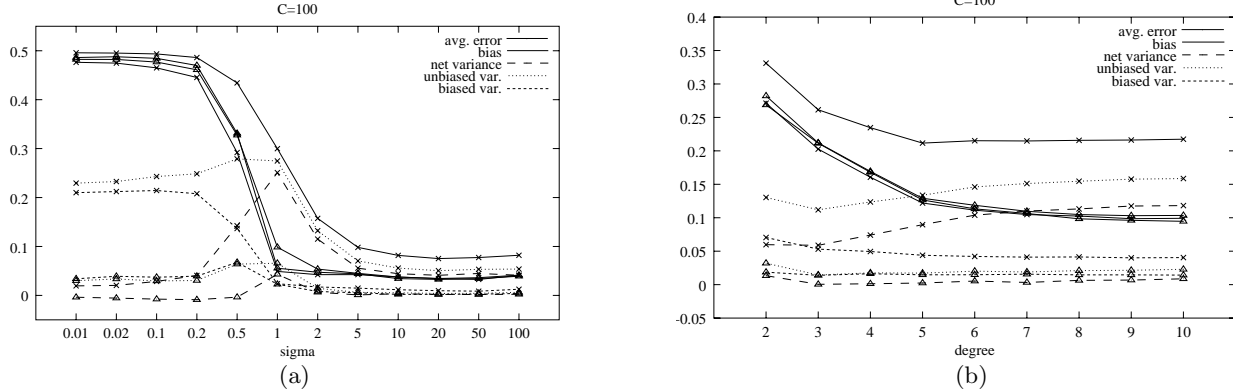 C=100
avg. error
bias
net variance
unbiased var.
biased var.
0.5
0.4
0.3
0.2
0.1
0
0.01 0.02 0.1 0.2 0.5 1 2 5 10 20 50 100
sigma
(a)
C=100
avg. error
bias
net variance
unbiased var.
biased var.
0.4
0.35
0.3
0.25
0.2
0.15
0.1
0.05
0
-0.05
2 3 4 5 6 7 8 9 10
degree
(b)